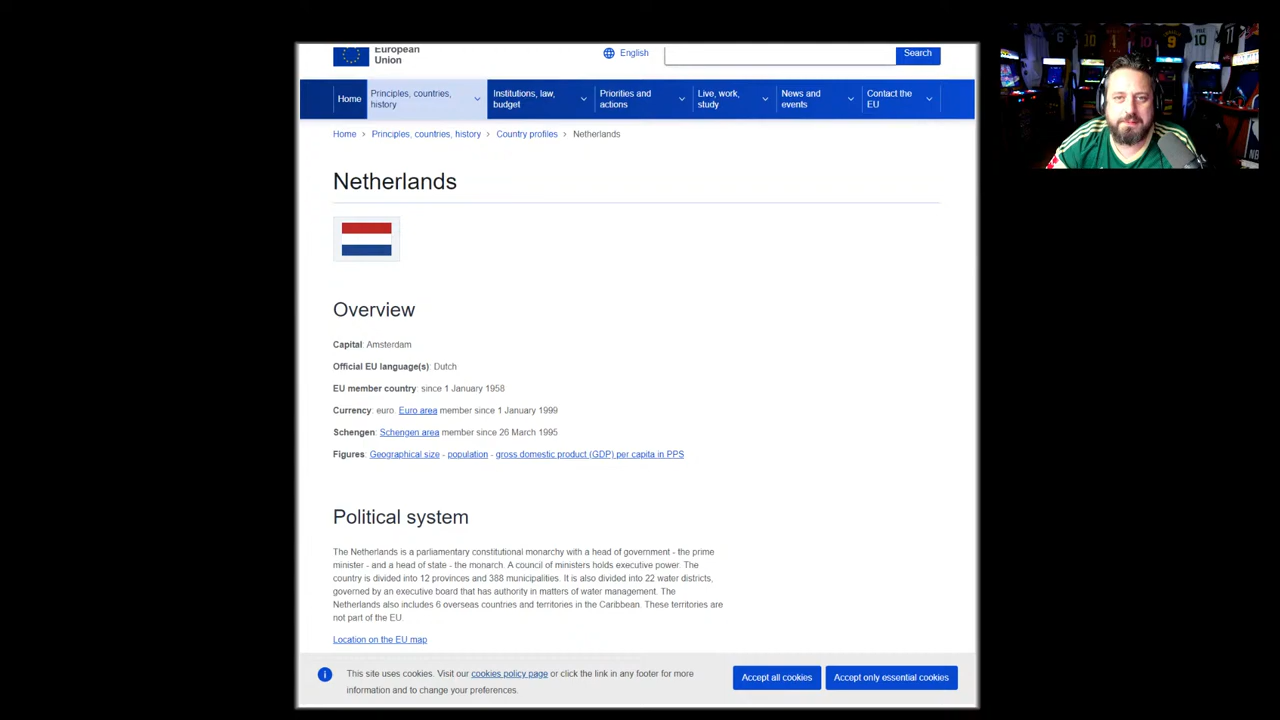 European
Union
English
Search
Home
Principles, countries,
history
Institutions, law,
budget
Priorities and
actions
Live, work,
study
News and
events
Contact the
EU
Home > Principles, countries, history > Country profiles > Netherlands
Netherlands
Overview
Capital: Amsterdam
Official EU language(s): Dutch
EU member country: since 1 January 1958
Currency: euro. Euro area member since 1 January 1999
Schengen: Schengen area member since 26 March 1995
Figures: Geographical size - population - gross domestic product (GDP) per capita in PPS
Political system
The Netherlands is a parliamentary constitutional monarchy with a head of government - the prime
minister - and a head of state - the monarch. A council of ministers holds executive power. The
country is divided into 12 provinces and 388 municipalities. It is also divided into 22 water districts,
governed by an executive board that has authority in matters of water management. The
Netherlands also includes 6 overseas countries and territories in the Caribbean. These territories are
not part of the EU.
Location on the EU map
This site uses cookies. Visit our cookies policy page or click the link in any footer for more
information and to change your preferences.
Accept all cookies
Accept only essential cookies